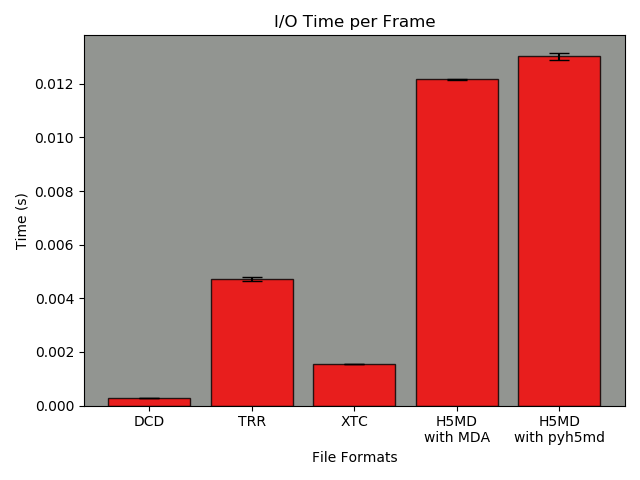 I/O Time per Frame
0.012
0.010
0.008
0.006
0.004
0.002
0.000
Time (s)
DCD
TRR
XTC
H5MD
with MDA
H5MD
with pyh5md
File Formats